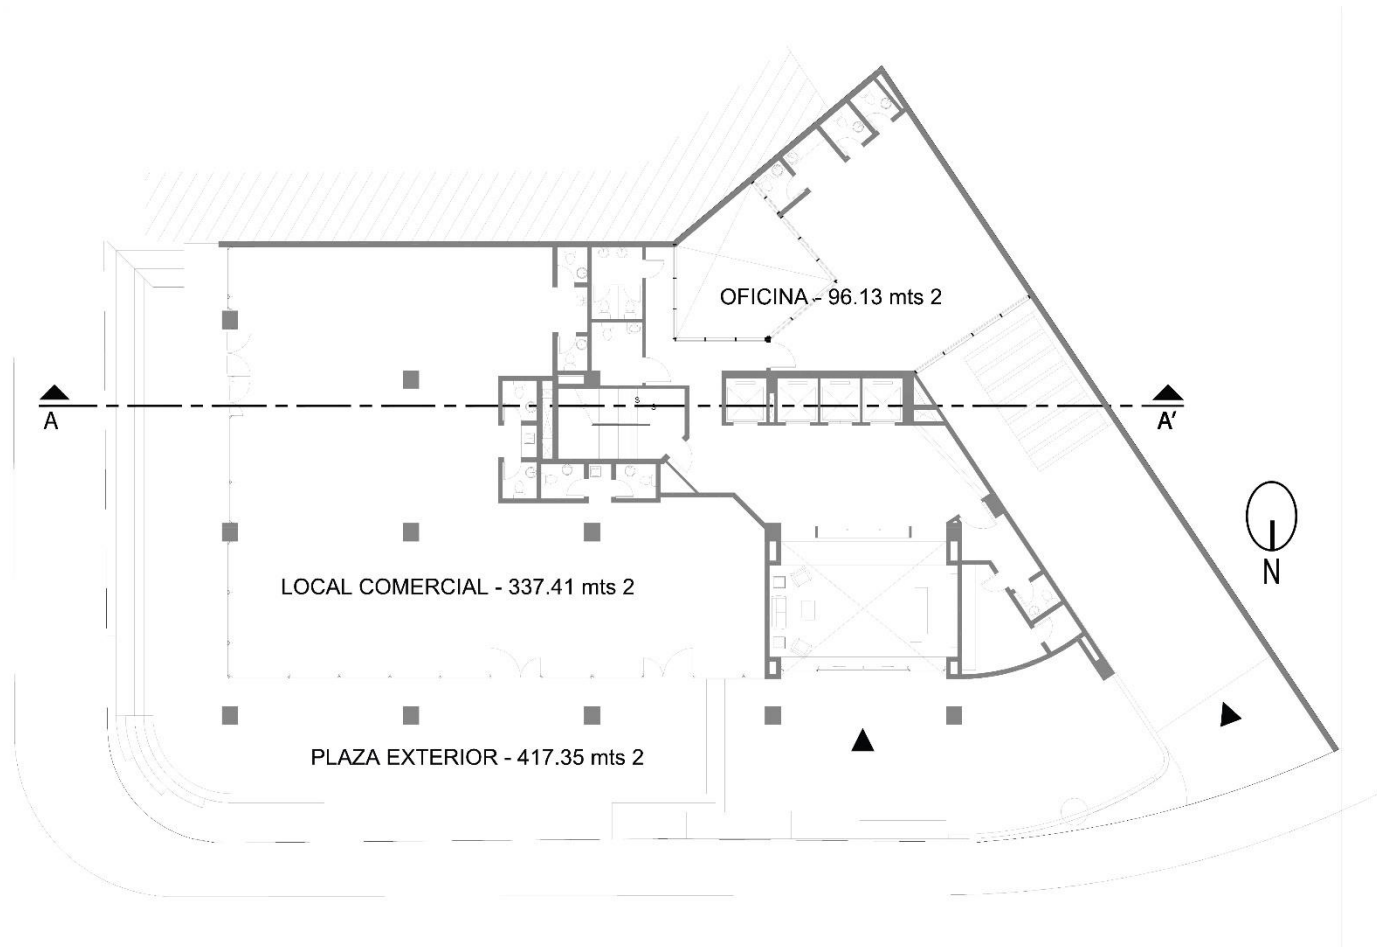 OFICINA - 96.13 mts 2
S
S
A
A'
N
LOCAL COMERCIAL - 337.41 mts 2
PLAZA EXTERIOR - 417.35 mts 2